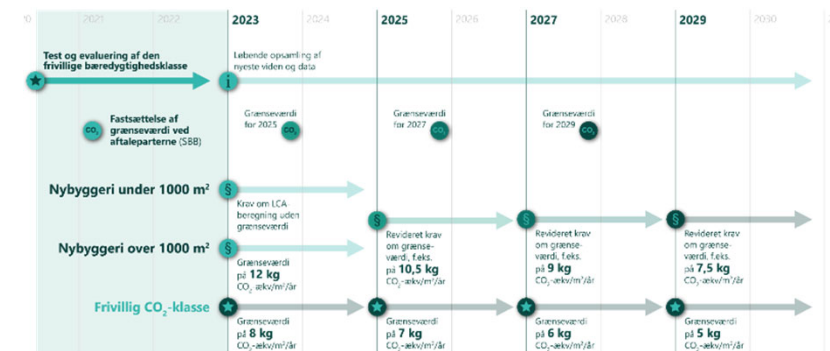 2021
2022
2023
2024
2025
2026
2027
2028
2029
2030
Test og evaluering af den
frivillige bæredygtighedsklasse
Løbende opsamling af
nyeste viden og data
i
CO₂
Fastsættelse af
grænseværdi ved
aftaleparterne (SBB)
Grænseværdi
for 2025
CO₂
Grænseværdi
for 2027
CO₂
Grænseværdi
for 2029
CO₂
Nybyggeri under 1000 m²
§
Krav om LCA-
beregning uden
grænseværdi
Nybyggeri over 1000 m²
§
Grænseværdi
på 12 kg
CO₂-ækv/m²/år
§
Revideret krav
om grænse-
værdi, f.eks.
på 10,5 kg
CO₂-ækv/m²/år
§
Revideret krav
om grænse-
værdi, f.eks.
på 9 kg
CO₂-ækv/m²/år
§
Revideret krav
om grænse-
værdi, f.eks.
på 7,5 kg
CO₂-ækv/m²/år
Frivillig CO₂-klasse
Grænseværdi
på 8 kg
CO₂-ækv/m²/år
Grænseværdi
på 7 kg
CO₂-ækv/m²/år
Grænseværdi
på 6 kg
CO₂-ækv/m²/år
Grænseværdi
på 5 kg
CO₂-ækv/m²/år